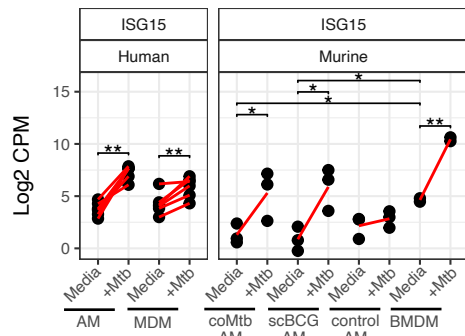 ISG15 ISG15
Human Murine
Log2 CPM
15
10
5
0
* *
** ** * * **
Media +Mtb Media +Mtb Media +Mtb Media +Mtb Media +Mtb Media +Mtb
AM MDM coMtb scBCG control BMDM
AM AM AM